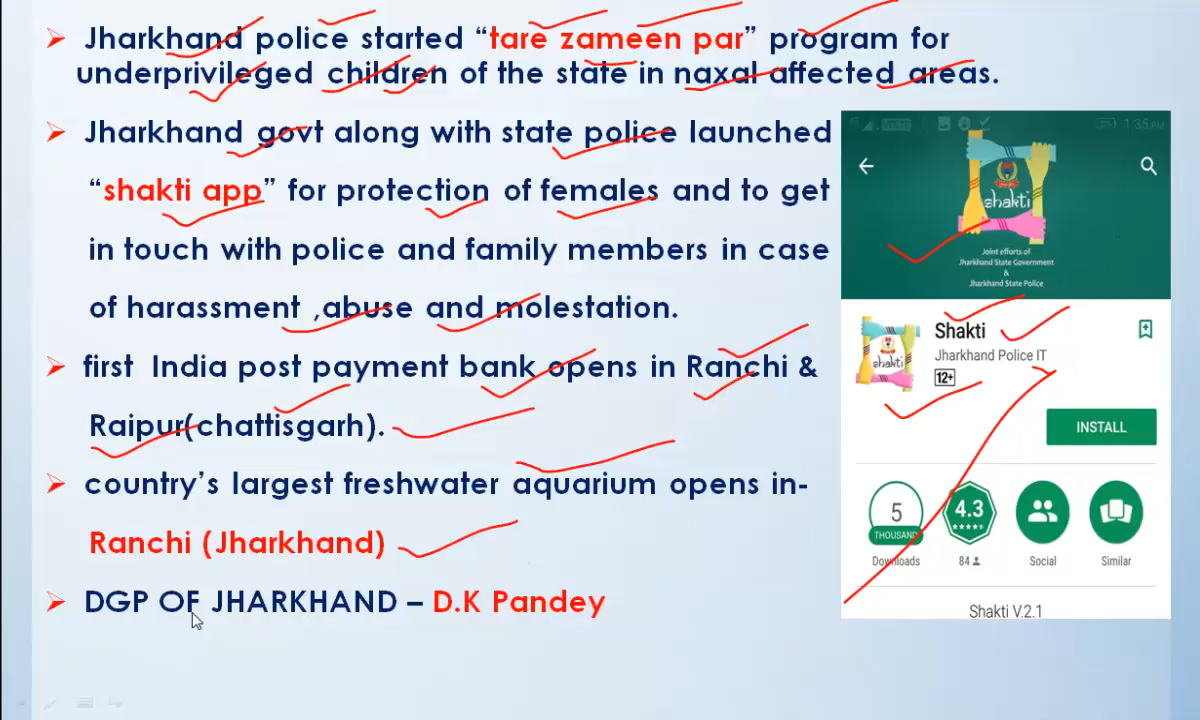 Jharkhand police started “tare zameen par” program for
underprivileged children of the state in naxal affected areas.
Jharkhand govt along with state police launched
“shakti app” for protection of females and to get
in touch with police and family members in case
of harassment ,abuse and molestation.
first India post payment bank opens in Ranchi &
Raipur(chattisgarh).
country’s largest freshwater aquarium opens in-
Ranchi (Jharkhand)
DGP OF JHARKHAND – D.K Pandey
1:35 PM
shakti
Joint efforts of
Jharkhand State Government
&
Jharkhand State Police
shakti
Shakti
Jharkhand Police IT
12+
INSTALL
5
THOUSAND
Downloads
4.3
84
Social
Similar
Shakti V.2.1